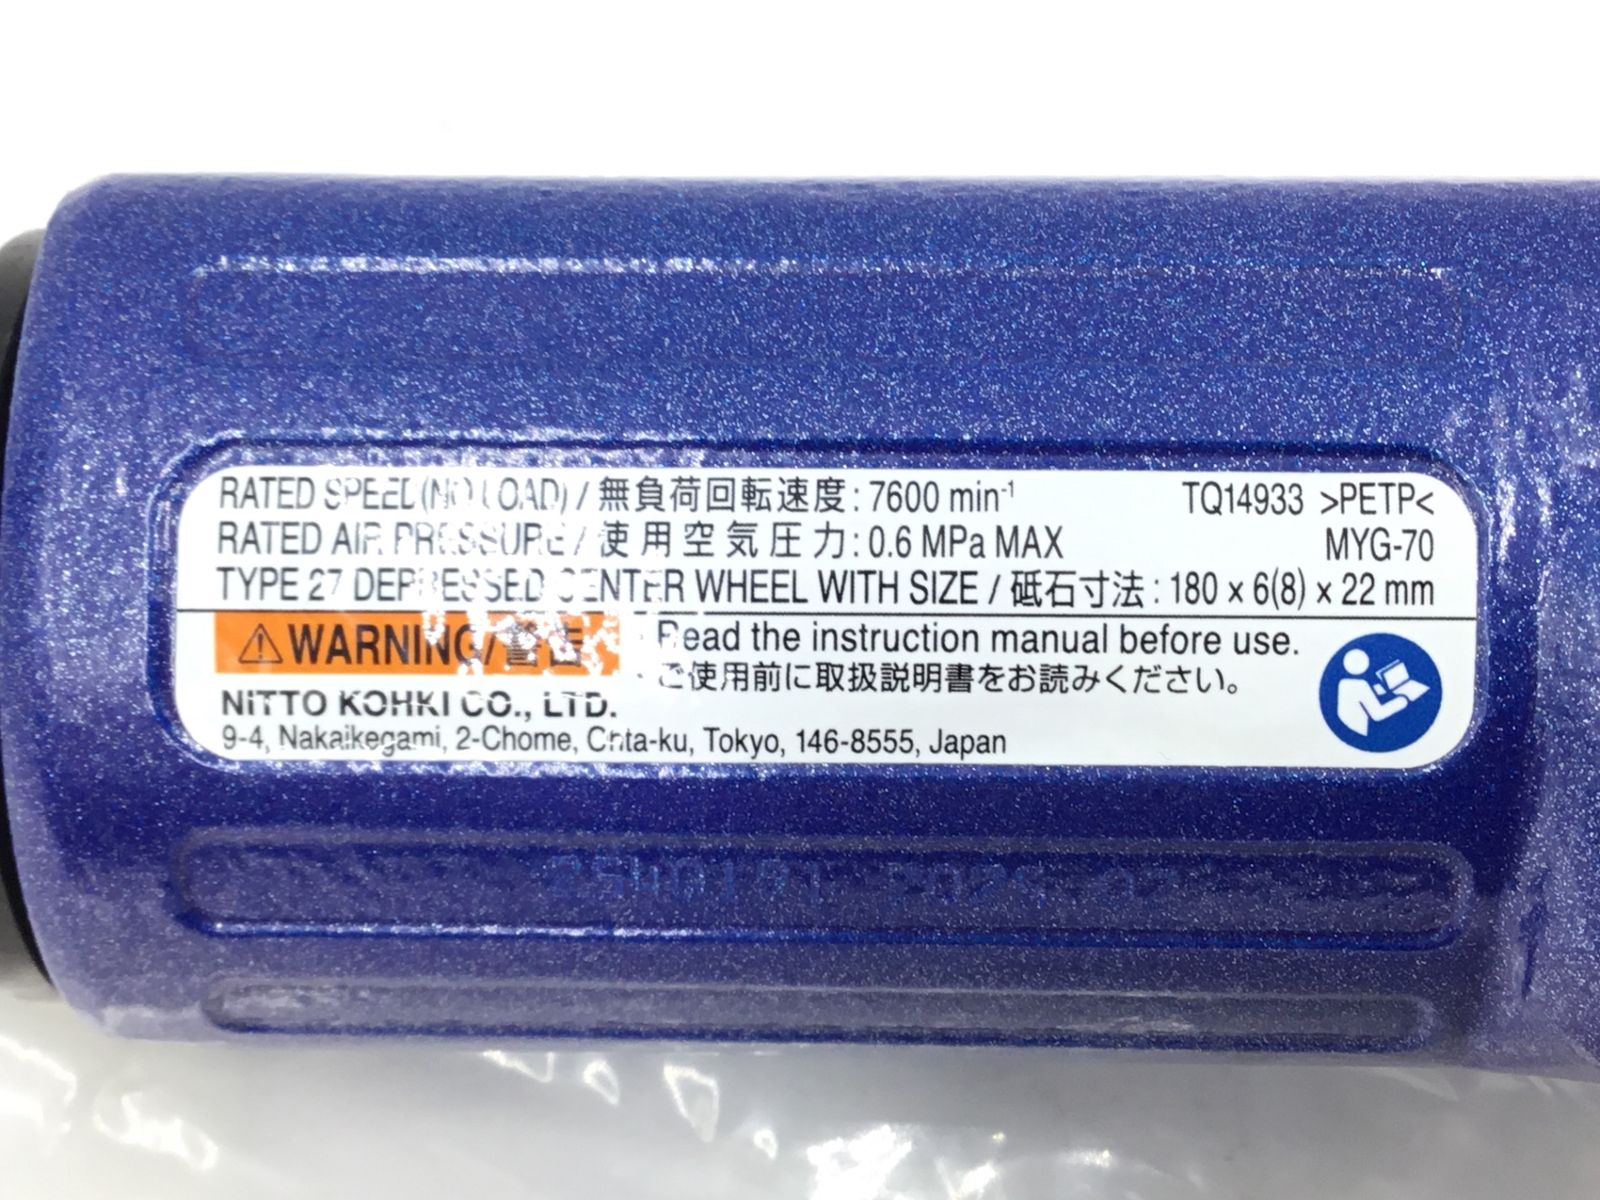 RATED SPEED(NO LOAD) / 無負荷回転速度 : 7600 min⁻¹ TQ14933 >PETP<
RATED AIR PRESSURE / 使用空気圧力 : 0.6 MPa MAX MYG-70
TYPE 27 DEPRESSED CENTER WHEEL WITH SIZE / 砥石寸法 : 180 × 6(8) × 22 mm
⚠WARNING/警告 Read the instruction manual before use.
ご使用前に取扱説明書をお読みください。
NITTO KOHKI CO., LTD.
9-4, Nakaikegami, 2-Chome, Ohta-ku, Tokyo, 146-8555, Japan